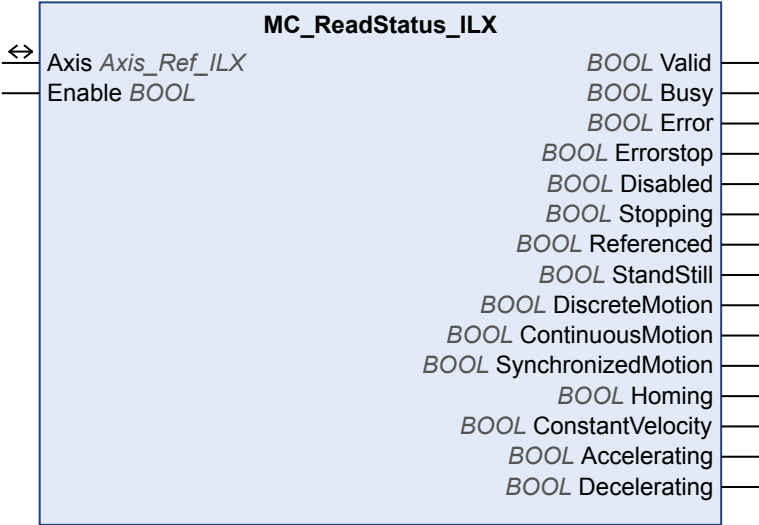 MC_ReadStatus_ILX
Axis Axis_Ref_ILX BOOL Valid
Enable BOOL BOOL Busy
BOOL Error
BOOL Errorstop
BOOL Disabled
BOOL Stopping
BOOL Referenced
BOOL StandStill
BOOL DiscreteMotion
BOOL ContinuousMotion
BOOL SynchronizedMotion
BOOL Homing
BOOL ConstantVelocity
BOOL Accelerating
BOOL Decelerating